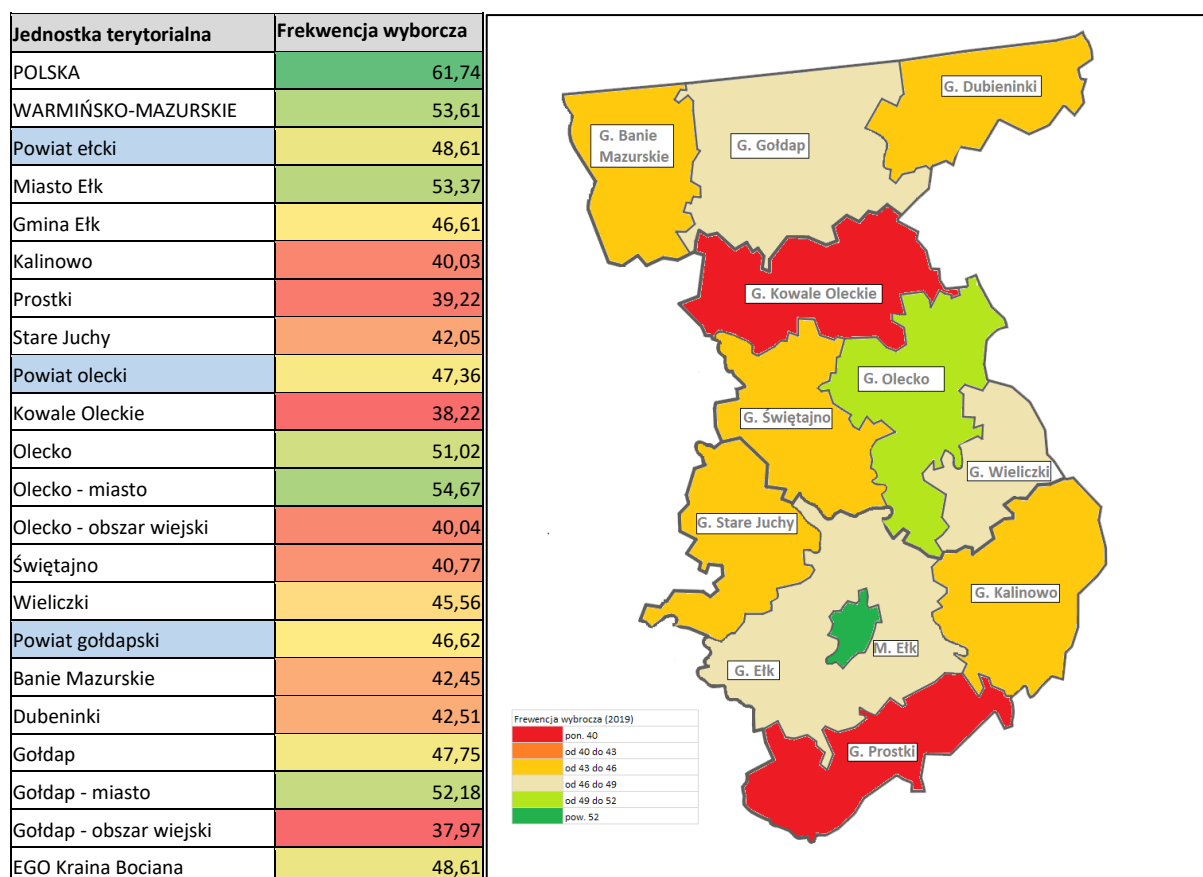 Jednostka terytorialna Frekwencja wyborcza
POLSKA 61,74
WARMIŃSKO-MAZURSKIE 53,61
Powiat ełcki 48,61
Miasto Ełk 53,37
Gmina Ełk 46,61
Kalinowo 40,03
Prostki 39,22
Stare Juchy 42,05
Powiat olecki 47,36
Kowale Oleckie 38,22
Olecko 51,02
Olecko - miasto 54,67
Olecko - obszar wiejski 40,04
Świętajno 40,77
Wieliczki 45,56
Powiat gołdapski 46,62
Banie Mazurskie 42,45
Dubeninki 42,51
Gołdap 47,75
Gołdap - miasto 52,18
Gołdap - obszar wiejski 37,97
EGO Kraina Bociana 48,61
G. Dubieninki
G. Banie
Mazurskie
G. Gołdap
G. Kowale Oleckie
G. Olecko
G. Świętajno
G. Wieliczki
G. Stare Juchy
G. Kalinowo
M. Ełk
G. Ełk
G. Prostki
Frewencja wybrocza (2019)
pon. 40
od 40 do 43
od 43 do 46
od 46 do 49
od 49 do 52
pow. 52